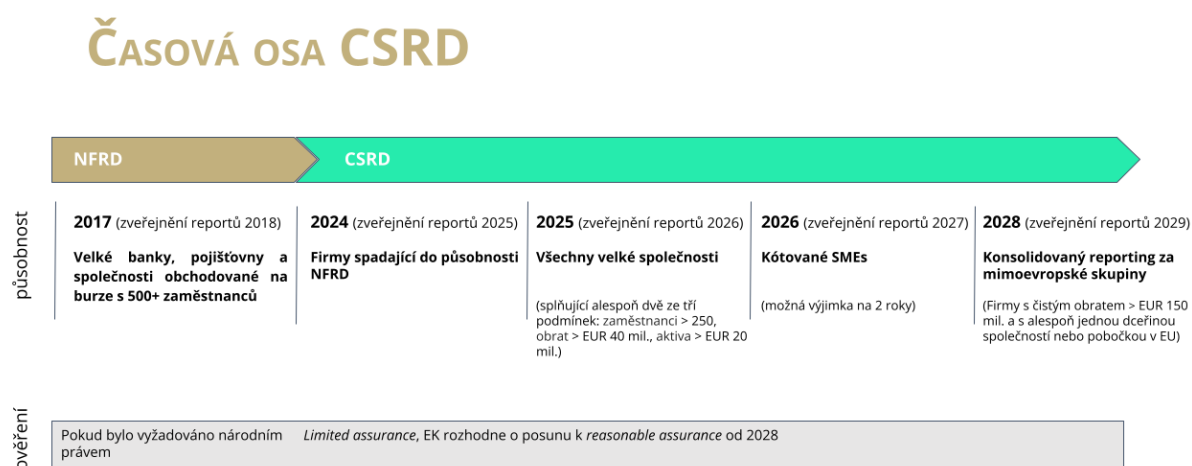 Časová osa CSRD
NFRD
CSRD
působnost
2017 (zveřejnění reportů 2018)
Velké banky, pojišťovny a
společnosti obchodované na
burze s 500+ zaměstnanců
2024 (zveřejnění reportů 2025)
Firmy spadající do působnosti
NFRD
2025 (zveřejnění reportů 2026)
Všechny velké společnosti
(splňující alespoň dvě ze tří
podmínek: zaměstnanci > 250,
obrat > EUR 40 mil., aktiva > EUR 20
mil.)
2026 (zveřejnění reportů 2027)
Kótované SMEs
(možná výjimka na 2 roky)
2028 (zveřejnění reportů 2029)
Konsolidovaný reporting za
mimoevropské skupiny
(Firmy s čistým obratem > EUR 150
mil. a s alespoň jednou dceřinou
společností nebo pobočkou v EU)
ověření
Pokud bylo vyžadováno národním
právem
Limited assurance, EK rozhodne o posunu k reasonable assurance od 2028